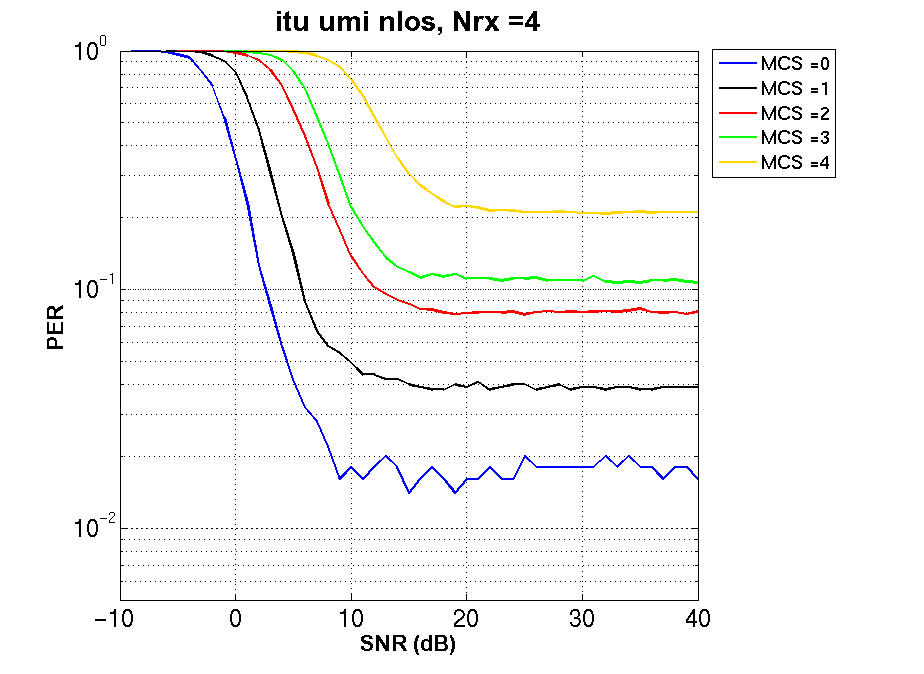 itu umi nlos, Nrx =4
MCS =0
MCS =1
MCS =2
MCS =3
MCS =4
10^0
10^-1
10^-2
PER
-10 0 10 20 30 40
SNR (dB)